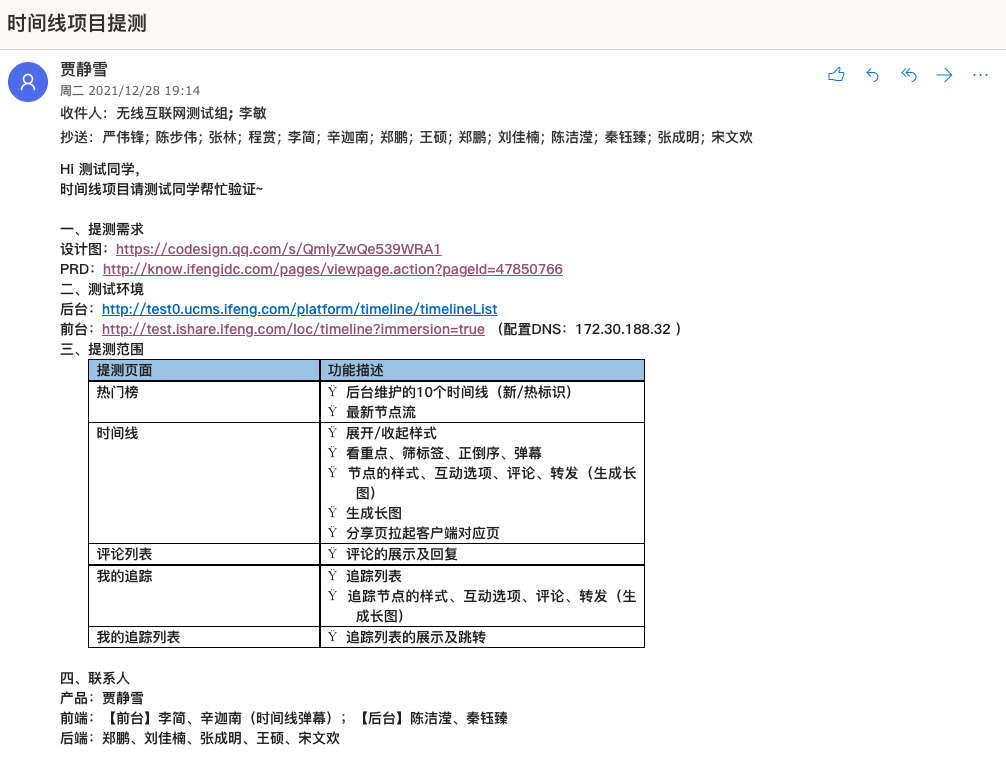 时间线项目提测
贾静雪
周二 2021/12/28 19:14
收件人：无线互联网测试组; 李敏
抄送：严伟锋; 陈步伟; 张林; 程赏; 李简; 辛迦南; 郑鹏; 王硕; 郑鹏; 刘佳楠; 陈洁滢; 秦钰臻; 张成明; 宋文欢
Hi 测试同学,
时间线项目请测试同学帮忙验证~
一、提测需求
设计图：https://codesign.qq.com/s/QmlyZwQe539WRA1
PRD：http://know.ifengidc.com/pages/viewpage.action?pageId=47850766
二、测试环境
后台：http://test0.ucms.ifeng.com/platform/timeline/timelineList
前台：http://test.ishare.ifeng.com/loc/timeline?immersion=true （配置DNS：172.30.188.32 ）
三、提测范围
提测页面 功能描述
热门榜 Ÿ 后台维护的10个时间线（新/热标识）
Ÿ 最新节点流
时间线 Ÿ 展开/收起样式
Ÿ 看重点、筛标签、正倒序、弹幕
Ÿ 节点的样式、互动选项、评论、转发（生成长
图）
Ÿ 生成长图
Ÿ 分享页拉起客户端对应页
评论列表 Ÿ 评论的展示及回复
我的追踪 Ÿ 追踪列表
Ÿ 追踪节点的样式、互动选项、评论、转发（生
成长图）
我的追踪列表 Ÿ 追踪列表的展示及跳转
四、联系人
产品：贾静雪
前端：【前台】李简、辛迦南（时间线弹幕）；【后台】陈洁滢、秦钰臻
后端：郑鹏、刘佳楠、张成明、王硕、宋文欢